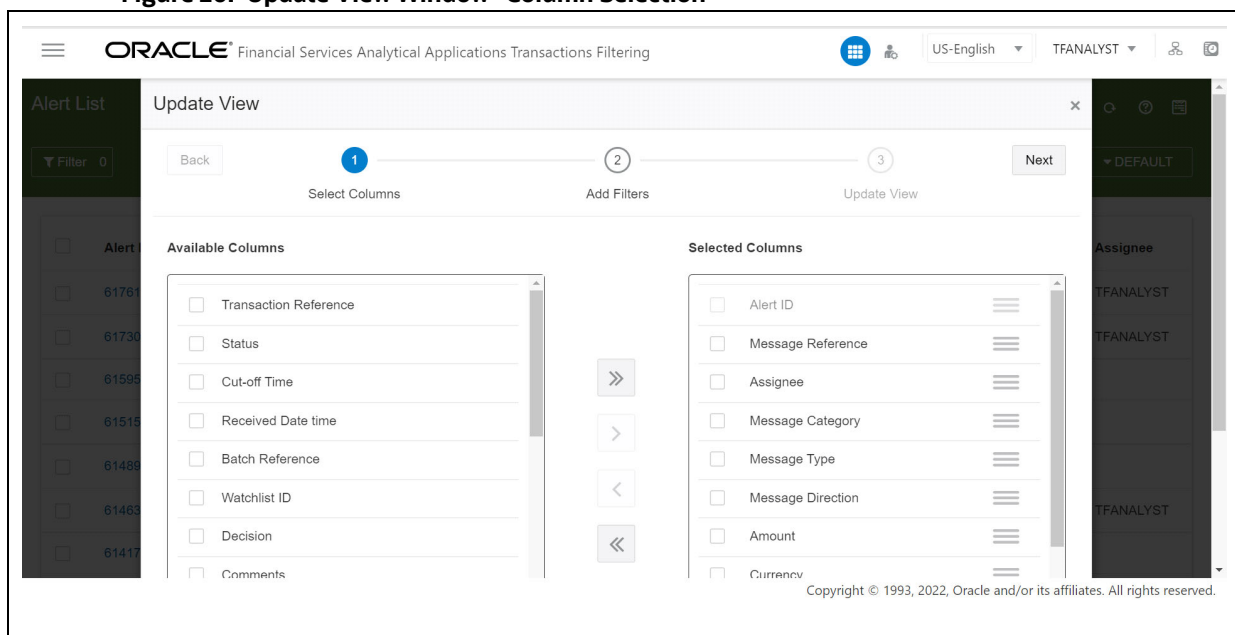 Figure 20: Update View Window- Column Selection
ORACLE® Financial Services Analytical Applications Transactions Filtering
US-English
TFANALYST
Alert List
Update View
×
Filter 0
Back
1
2
3
Next
DEFAULT
Select Columns
Add Filters
Update View
Alert
Available Columns
Selected Columns
Assignee
61761
Transaction Reference
Alert ID
TFANALYST
61730
Status
Message Reference
TFANALYST
61595
Cut-off Time
Assignee
61515
Received Date time
Message Category
Batch Reference
Message Type
61489
Watchlist ID
Message Direction
61463
TFANALYST
Decision
Amount
61417
Comments
Currency
Copyright © 1993, 2022, Oracle and/or its affiliates. All rights reserved.